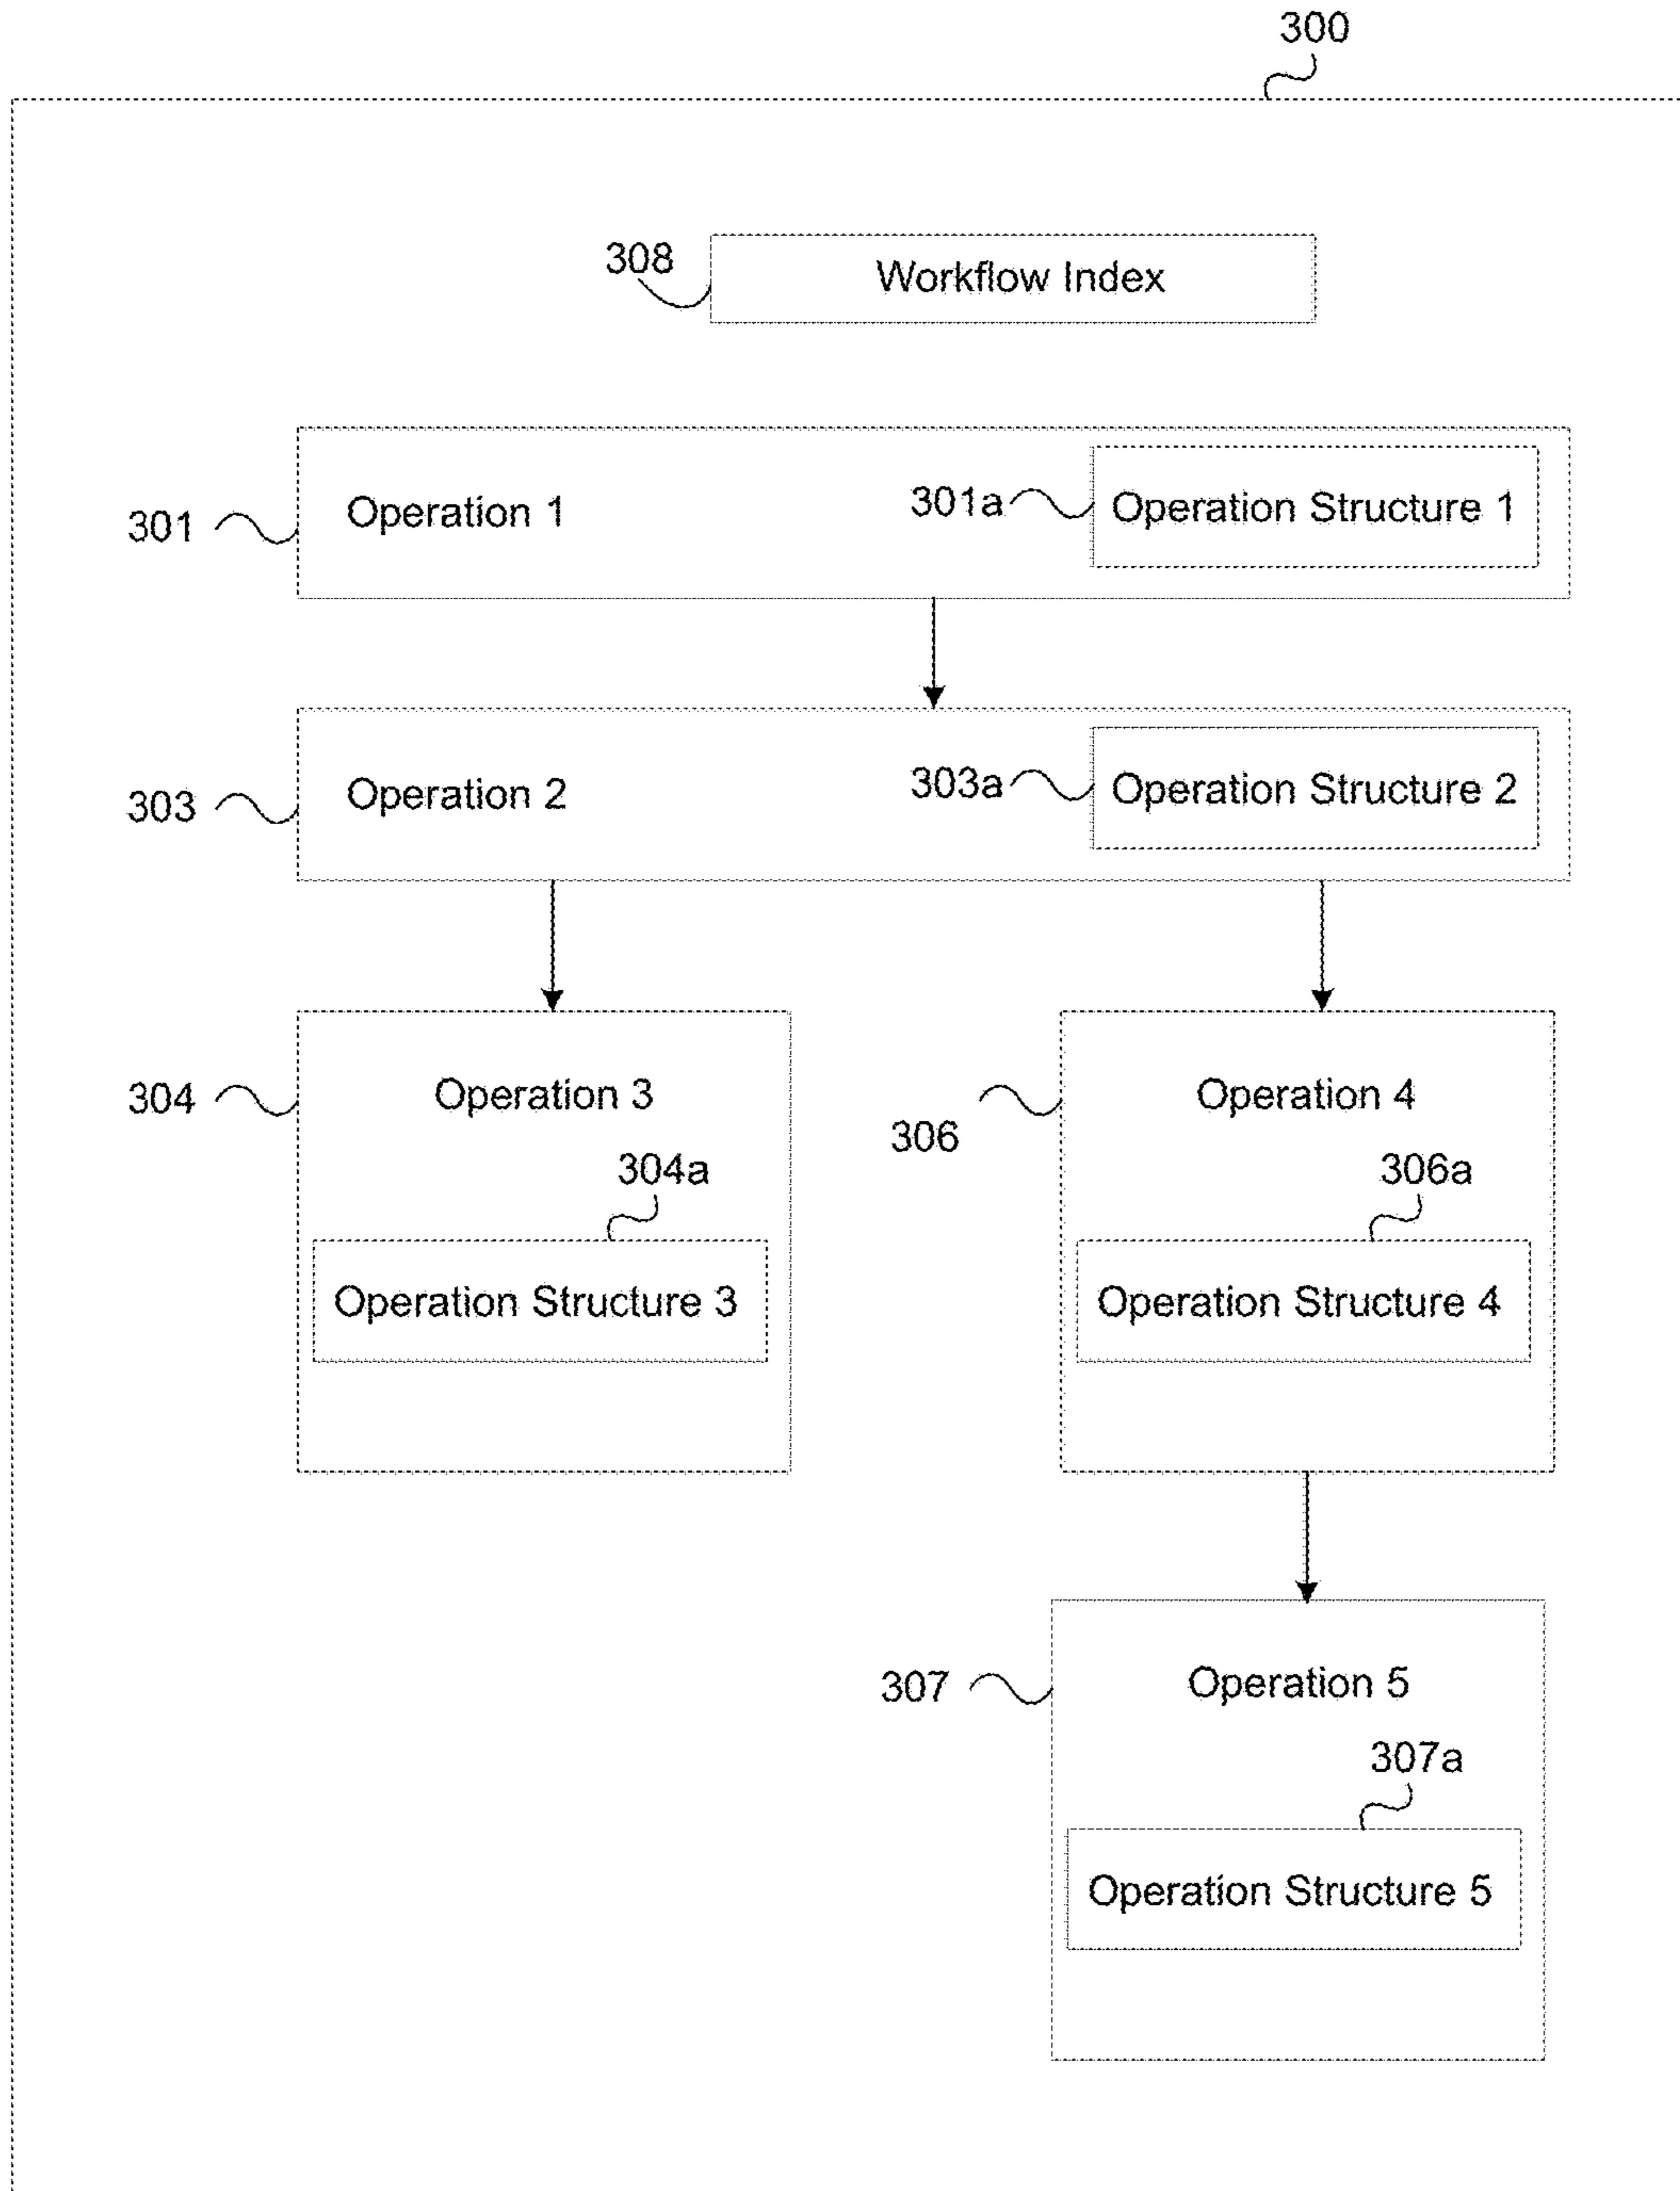 300
308
Workflow Index
301
Operation 1
301a
Operation Structure 1
303
Operation 2
303a
Operation Structure 2
304
Operation 3
304a
Operation Structure 3
306
Operation 4
306a
Operation Structure 4
307
Operation 5
307a
Operation Structure 5